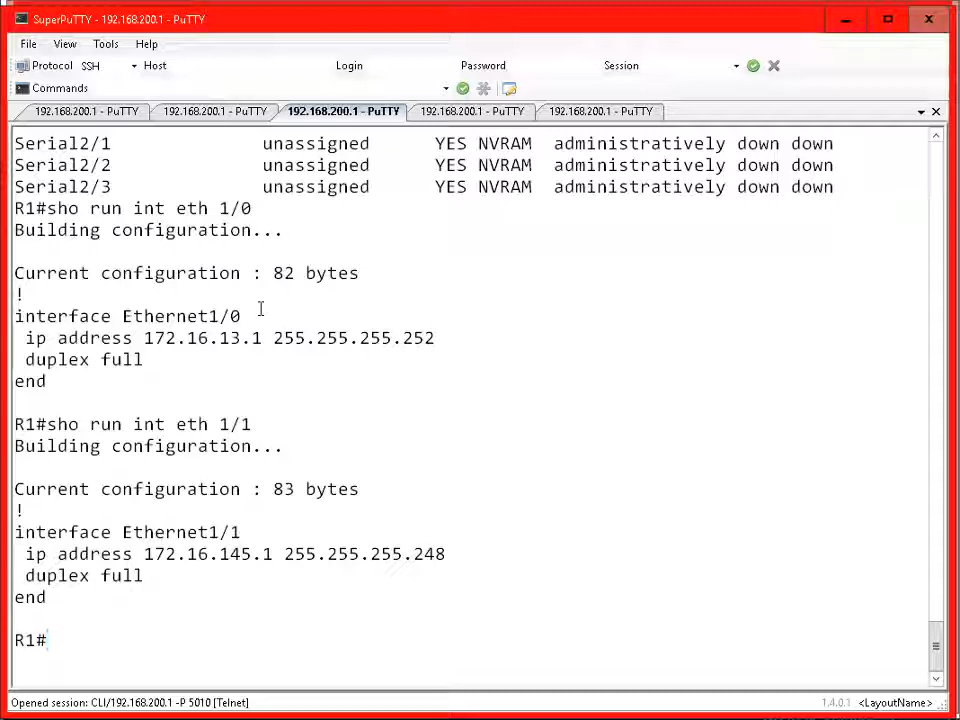 SuperPuTTY - 192.168.200.1 - PuTTY
File View Tools Help
Protocol SSH Host Login Password Session
Commands
192.168.200.1 - PuTTY 192.168.200.1 - PuTTY 192.168.200.1 - PuTTY 192.168.200.1 - PuTTY 192.168.200.1 - PuTTY
Serial2/1 unassigned YES NVRAM administratively down down
Serial2/2 unassigned YES NVRAM administratively down down
Serial2/3 unassigned YES NVRAM administratively down down
R1#sho run int eth 1/0
Building configuration...
Current configuration : 82 bytes
!
interface Ethernet1/0
ip address 172.16.13.1 255.255.255.252
duplex full
end
R1#sho run int eth 1/1
Building configuration...
Current configuration : 83 bytes
!
interface Ethernet1/1
ip address 172.16.145.1 255.255.255.248
duplex full
end
R1#
Opened session: CLI/192.168.200.1 -P 5010 [Telnet] 1.4.0.1 <LayoutName>